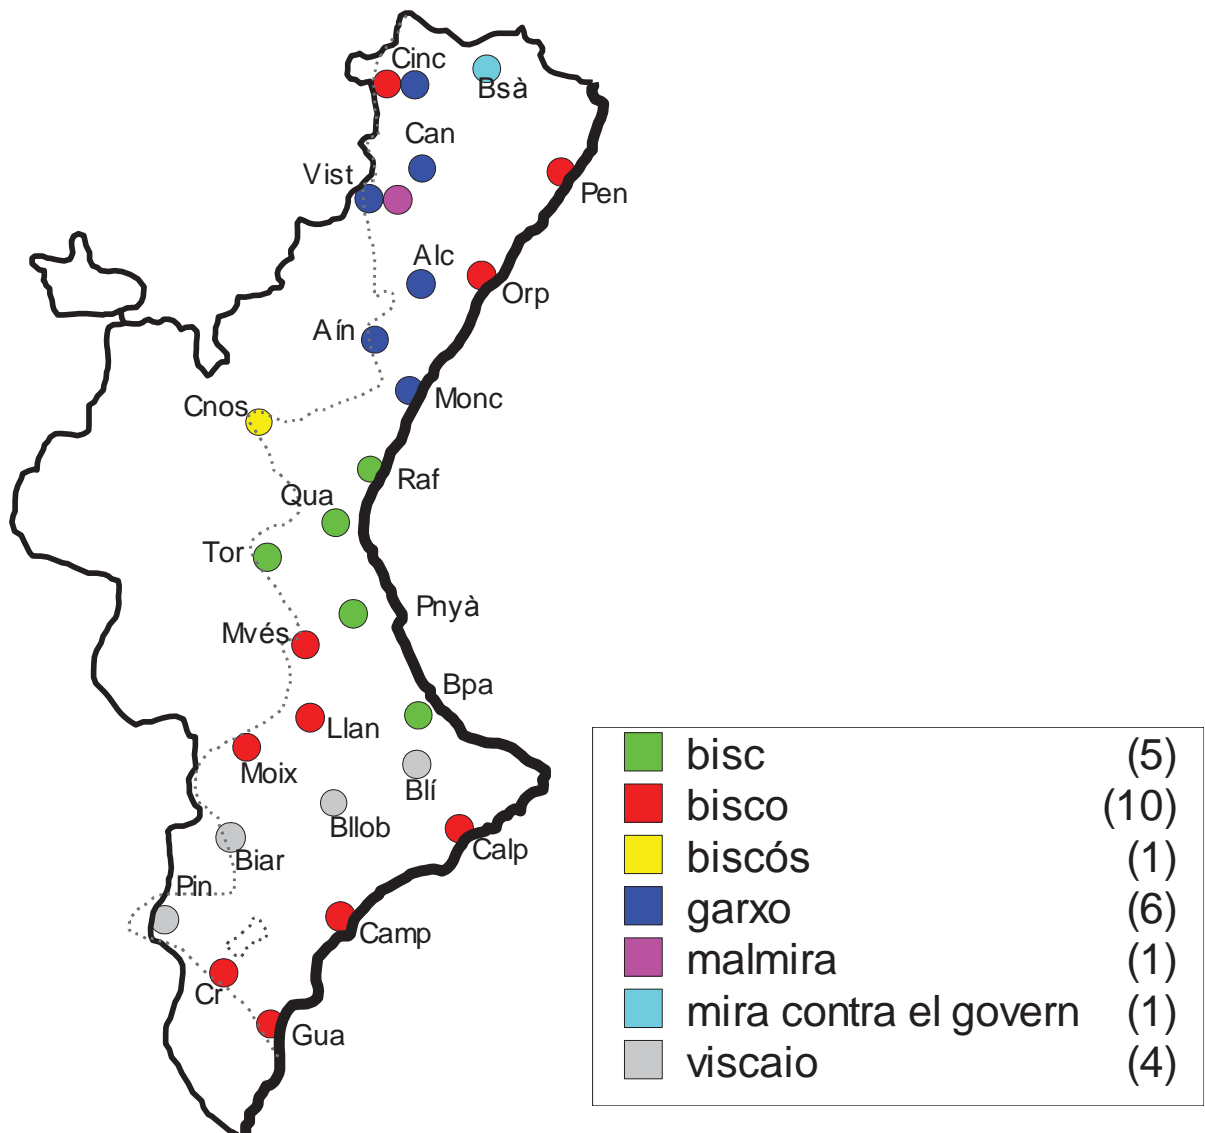 Cinc
Bsà
Can
Vist
Pen
Alc
Orp
Aín
Monc
Cnos
Raf
Qua
Tor
Pnyà
Mvés
Bpa
Llan
Moix
Blí
Bllob
Calp
Biar
Pin
Camp
Cr
Gua
bisc (5)
bisco (10)
biscós (1)
garxo (6)
malmira (1)
mira contra el govern (1)
viscaio (4)